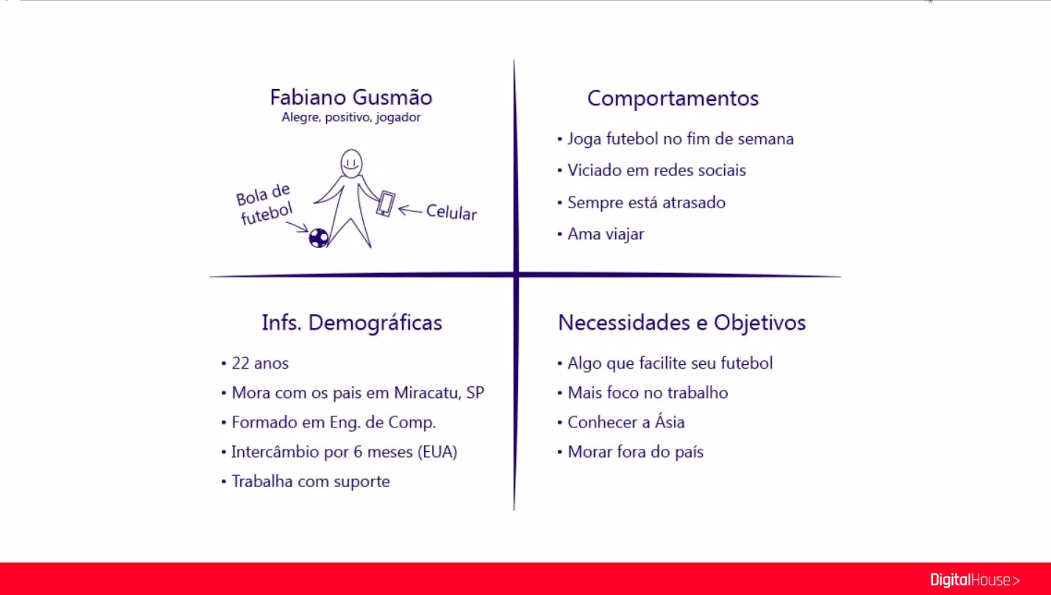 Fabiano Gusmão
Alegre, positivo, jogador
Bola de
futebol
Celular
Comportamentos
• Joga futebol no fim de semana
• Viciado em redes sociais
• Sempre está atrasado
• Ama viajar
Infs. Demográficas
• 22 anos
• Mora com os pais em Miracatu, SP
• Formado em Eng. de Comp.
• Intercâmbio por 6 meses (EUA)
• Trabalha com suporte
Necessidades e Objetivos
• Algo que facilite seu futebol
• Mais foco no trabalho
• Conhecer a Ásia
• Morar fora do país
DigitalHouse>